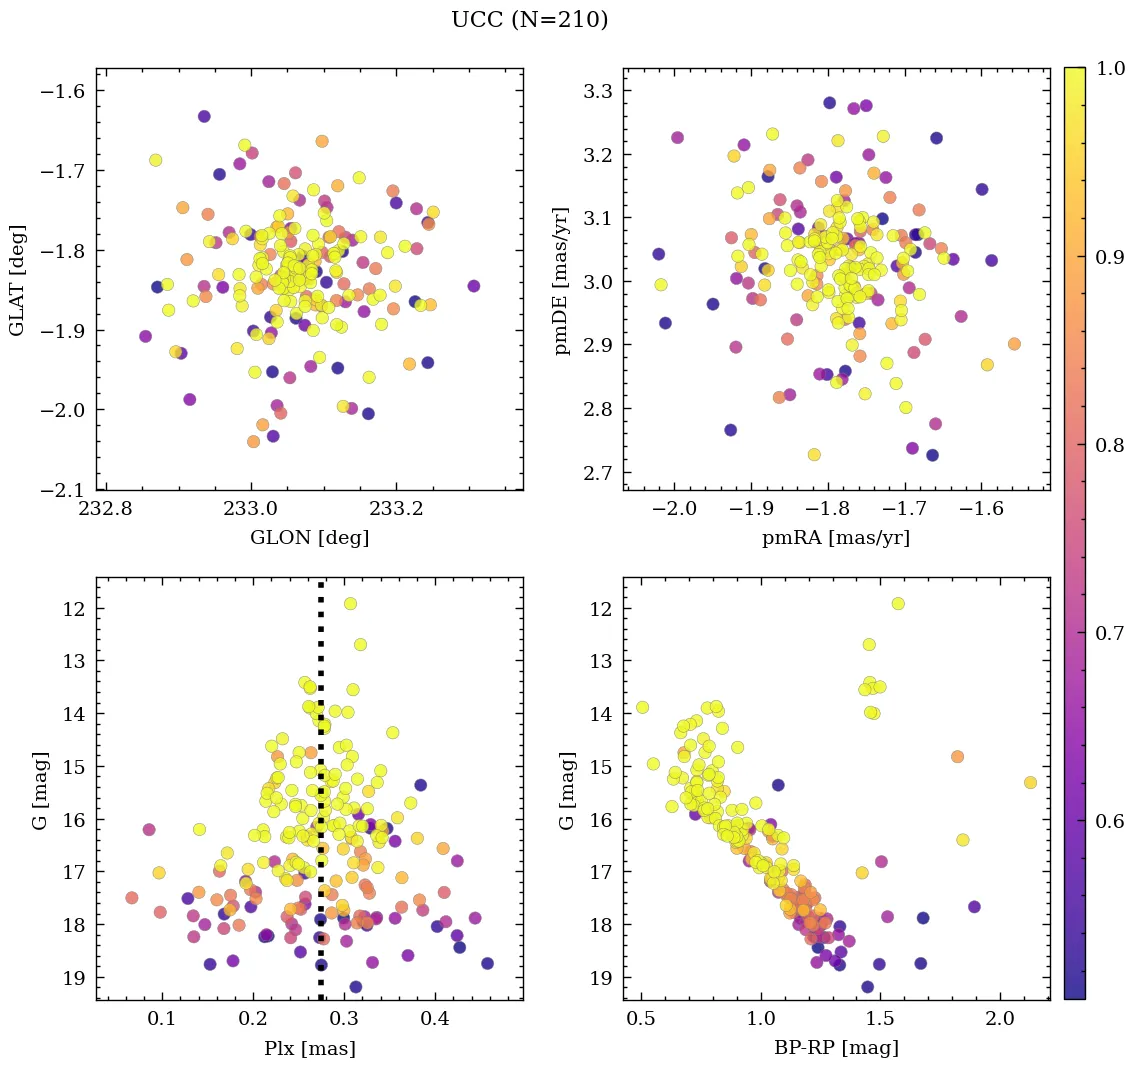 UCC (N=210)
−1.6
−1.7
−1.8
−1.9
−2.0
−2.1
GLAT [deg]
232.8 233.0 233.2
GLON [deg]
3.3
3.2
3.1
3.0
2.9
2.8
2.7
pmDE [mas/yr]
−2.0 −1.9 −1.8 −1.7 −1.6
pmRA [mas/yr]
12
13
14
15
16
17
18
19
G [mag]
0.1 0.2 0.3 0.4
Plx [mas]
12
13
14
15
16
17
18
19
G [mag]
0.5 1.0 1.5 2.0
BP-RP [mag]
1.0
0.9
0.8
0.7
0.6